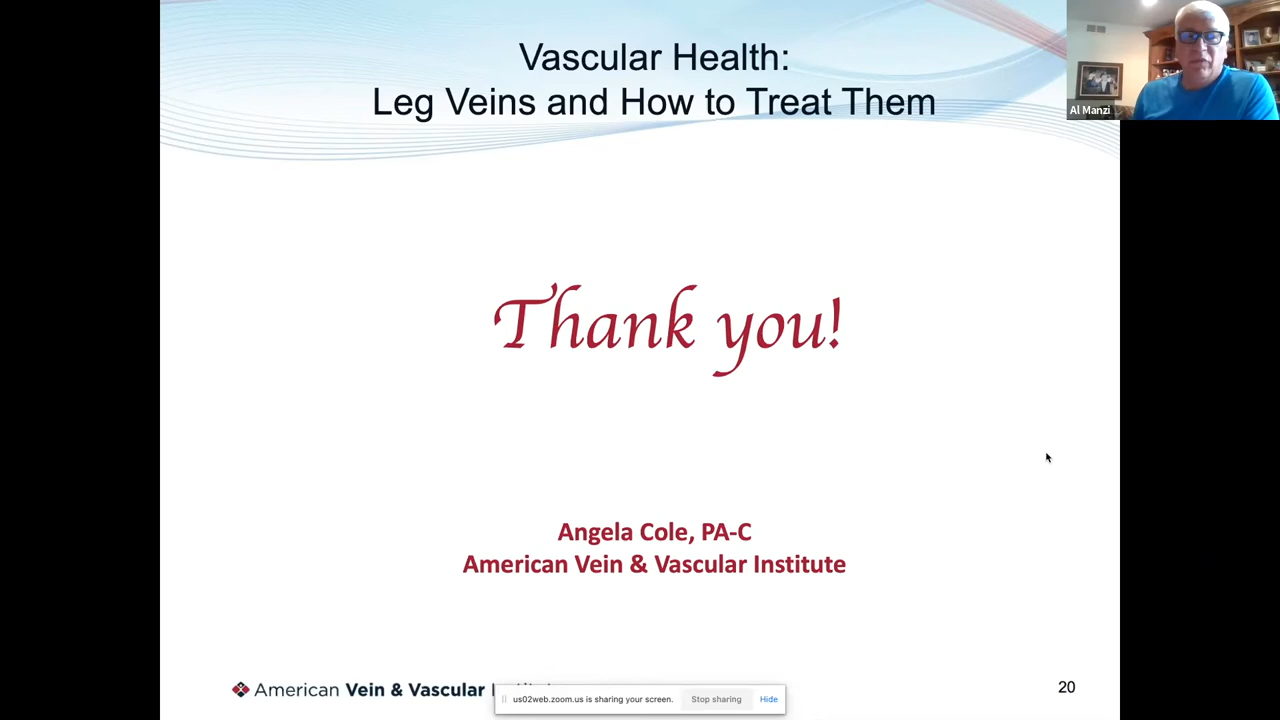 Vascular Health:
Leg Veins and How to Treat Them
Al Manzi
Thank you!
Angela Cole, PA-C
American Vein & Vascular Institute
American Vein & Vascular
us02web.zoom.us is sharing your screen.
Stop sharing
Hide
20